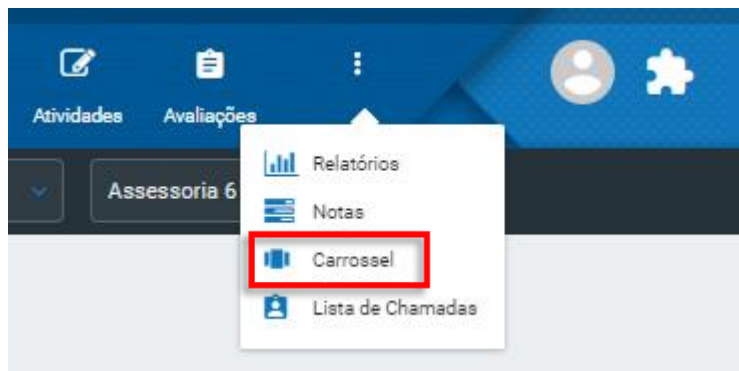 Atividades
Avaliações
Assessoria 6
Relatórios
Notas
Carrossel
Lista de Chamadas